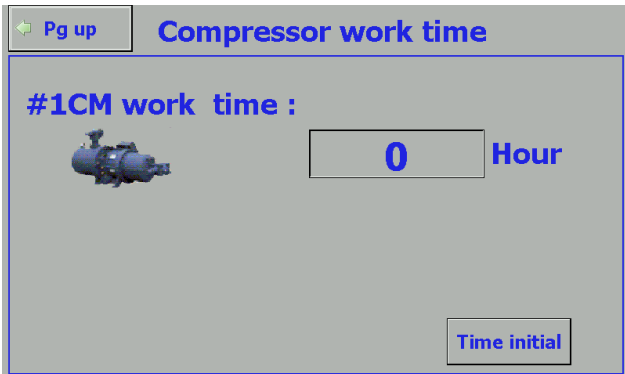 Pg up
Compressor work time
#1CM work time :
0 Hour
Time initial